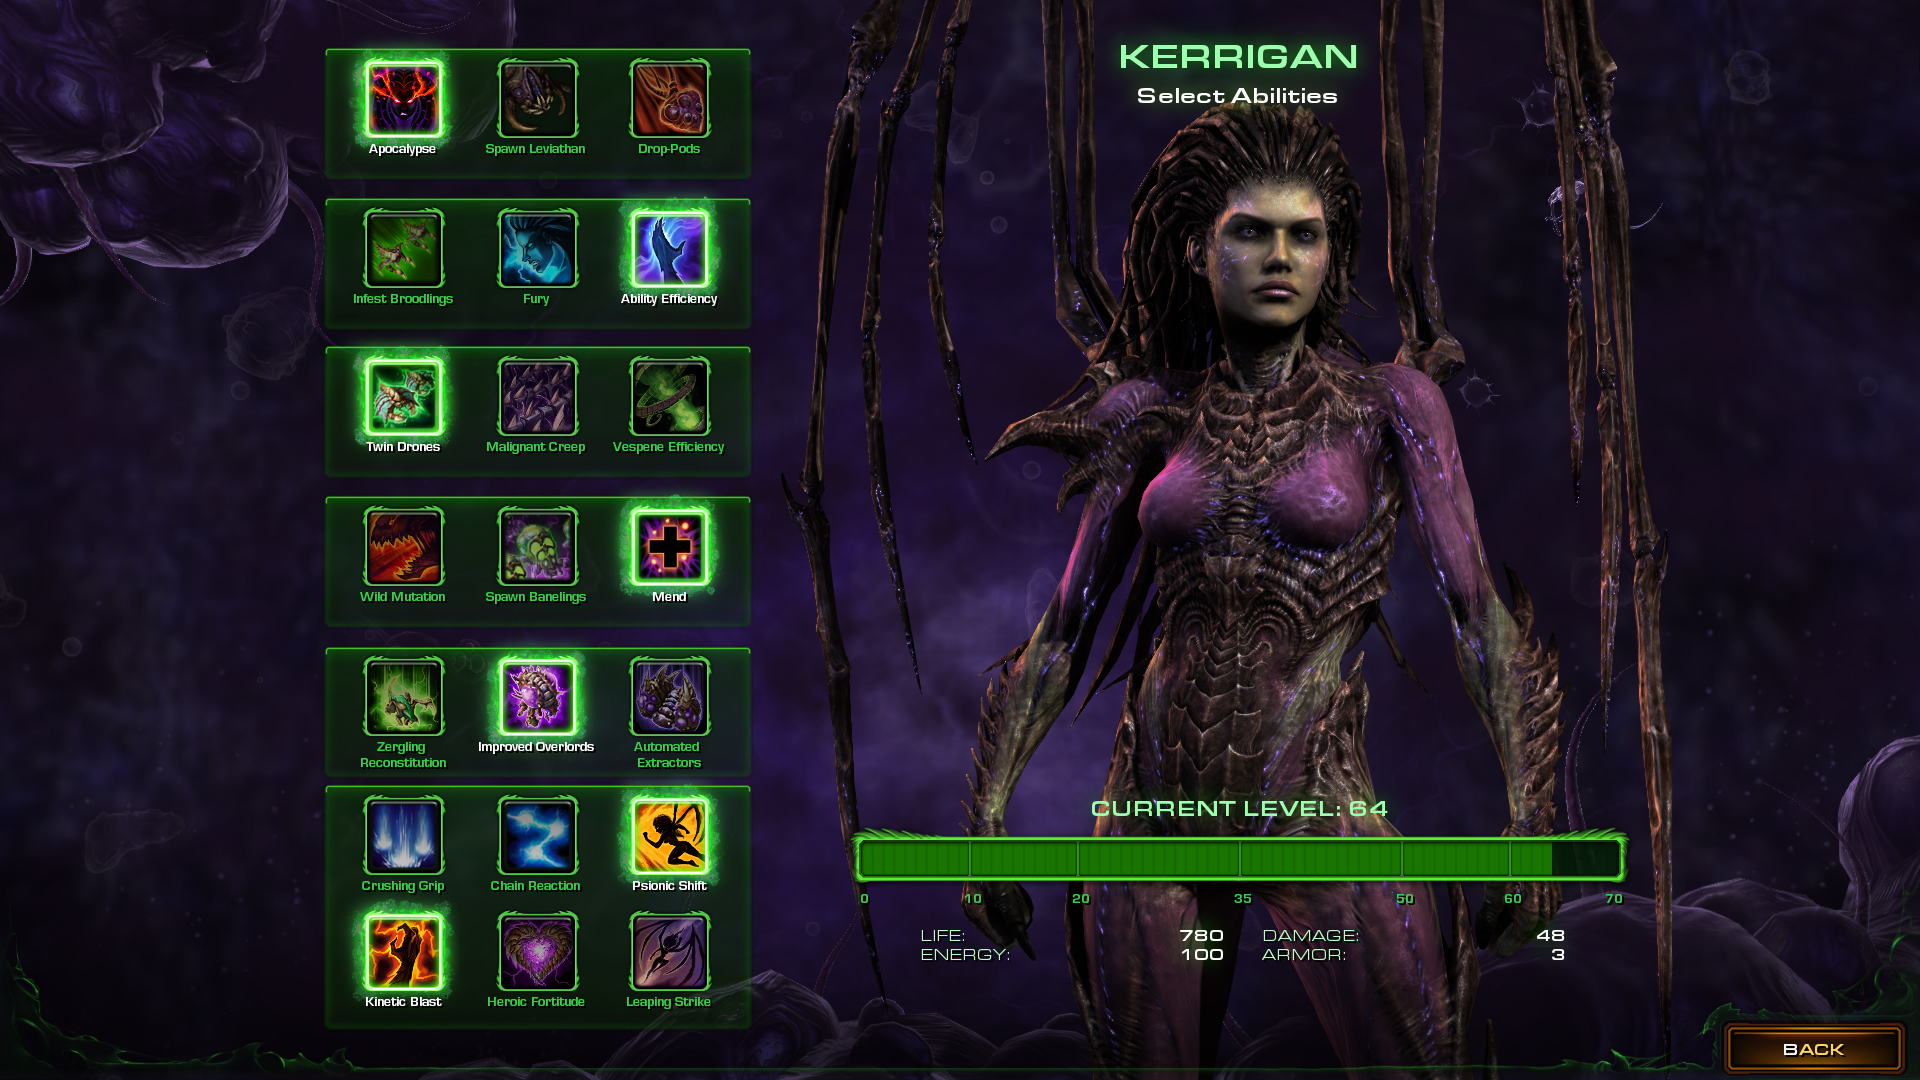 KERRIGAN
Select Abilities
Apocalypse
Spawn Leviathan
Drop-Pods
Infest Broodlings
Fury
Ability Efficiency
Twin Drones
Malignant Creep
Vespene Efficiency
Wild Mutation
Spawn Banelings
Mend
Zergling
Reconstitution
Improved Overlords
Automated
Extractors
Crushing Grip
Chain Reaction
Psionic Shift
Kinetic Blast
Heroic Fortitude
Leaping Strike
CURRENT LEVEL: 64
0 10 20 35 50 60 70
LIFE: 780 DAMAGE: 48
ENERGY: 100 ARMOR: 3
BACK